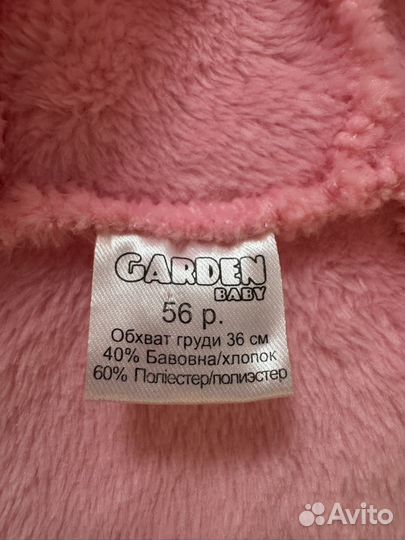 GARDEN
BABY
56 р.
Обхват груди 36 см
40% Бавовна/хлопок
60% Поліестер/полиэстер
Avito